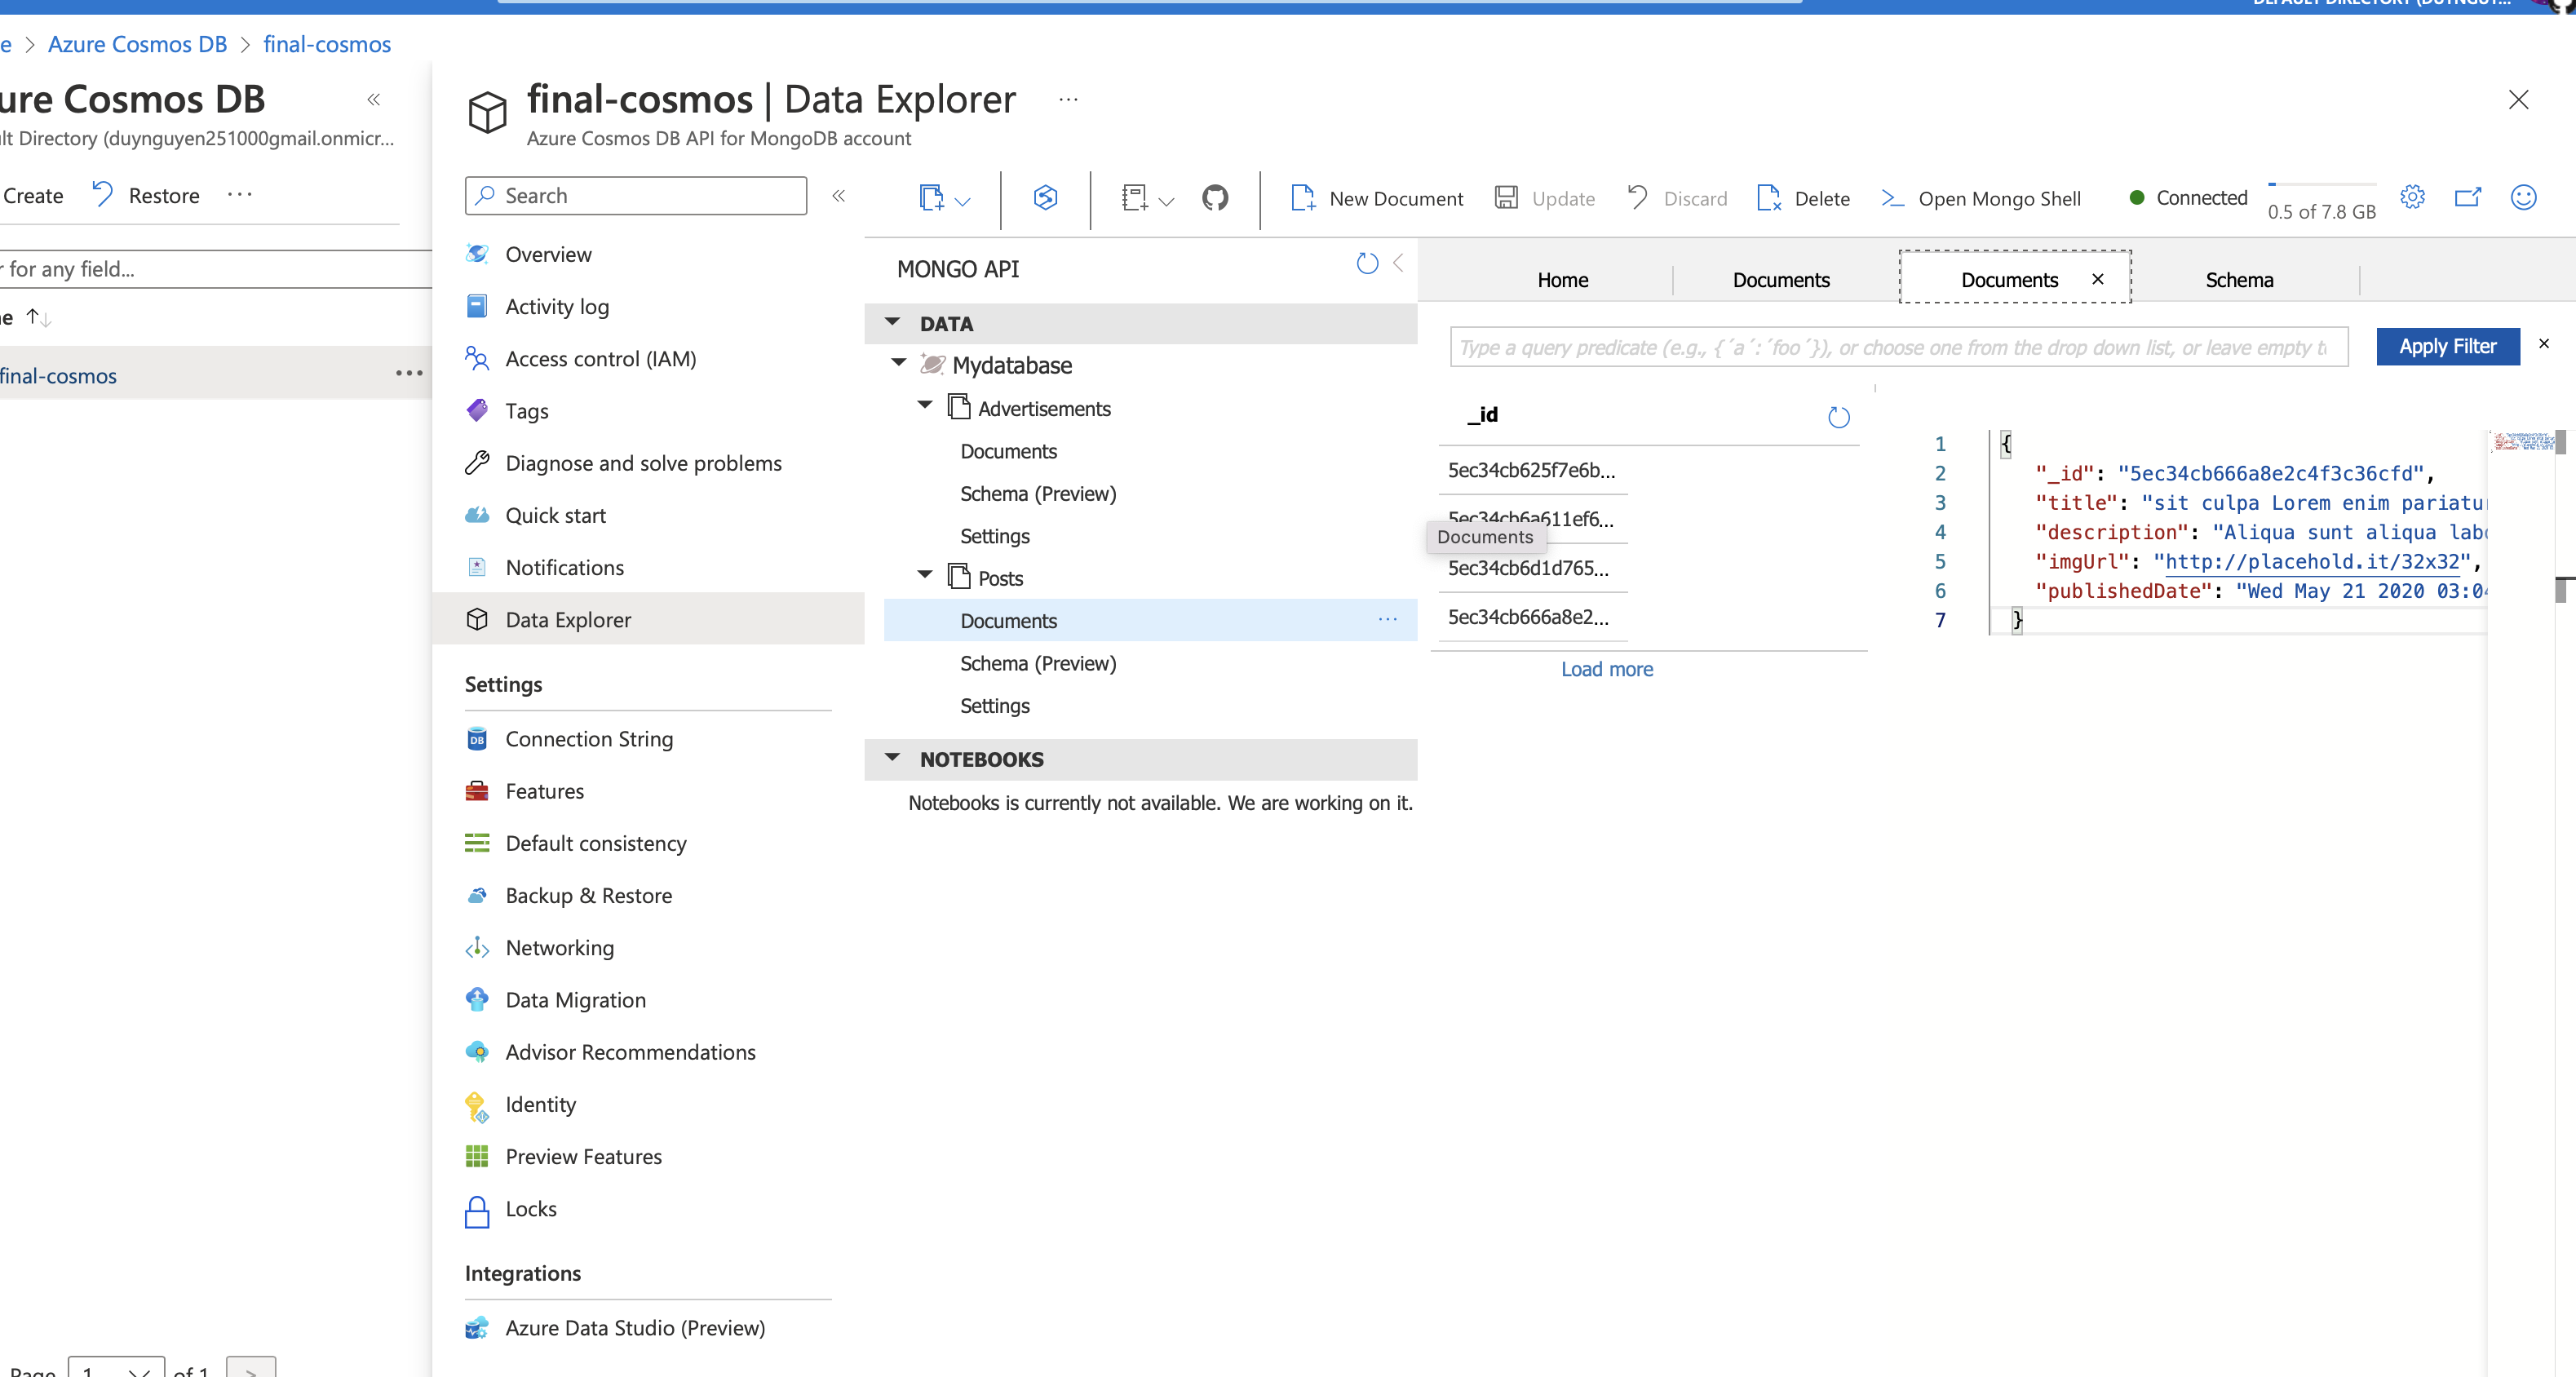 e > Azure Cosmos DB > final-cosmos
ure Cosmos DB «
lt Directory (duynguyen251000gmail.onmicr...
Create Restore ...
r for any field...
e ↑↓
final-cosmos ...
Page 1 of 1 >
final-cosmos | Data Explorer ...
Azure Cosmos DB API for MongoDB account
Search «
Overview
Activity log
Access control (IAM)
Tags
Diagnose and solve problems
Quick start
Notifications
Data Explorer
Settings
Connection String
Features
Default consistency
Backup & Restore
Networking
Data Migration
Advisor Recommendations
Identity
Preview Features
Locks
Integrations
Azure Data Studio (Preview)
New Document Update Discard Delete Open Mongo Shell Connected 0.5 of 7.8 GB
MONGO API
DATA
Mydatabase
Advertisements
Documents
Schema (Preview)
Settings
Posts
Documents ...
Schema (Preview)
Settings
NOTEBOOKS
Notebooks is currently not available. We are working on it.
Home Documents Documents × Schema
Type a query predicate (e.g., {´a´:´foo´}), or choose one from the drop down list, or leave empty t Apply Filter ×
_id
5ec34cb625f7e6b...
5ec34cb6a611ef6...
Documents
5ec34cb6d1d765...
5ec34cb666a8e2...
Load more
1 {
2 "_id": "5ec34cb666a8e2c4f3c36cfd",
3 "title": "sit culpa Lorem enim pariatur
4 "description": "Aliqua sunt aliqua labo
5 "imgUrl": "http://placehold.it/32x32",
6 "publishedDate": "Wed May 21 2020 03:04
7 }